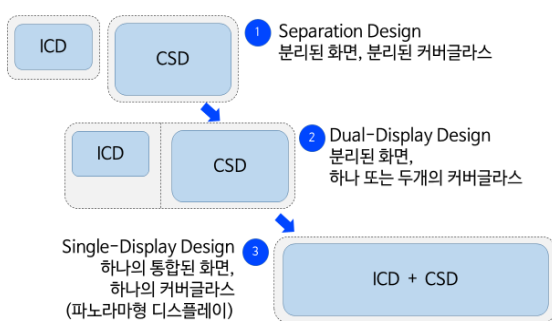 ICD
CSD
1
Separation Design
분리된 화면, 분리된 커버글라스
ICD
CSD
2
Dual-Display Design
분리된 화면,
하나 또는 두개의 커버글라스
Single-Display Design
하나의 통합된 화면,
하나의 커버글라스
(파노라마형 디스플레이)
3
ICD + CSD